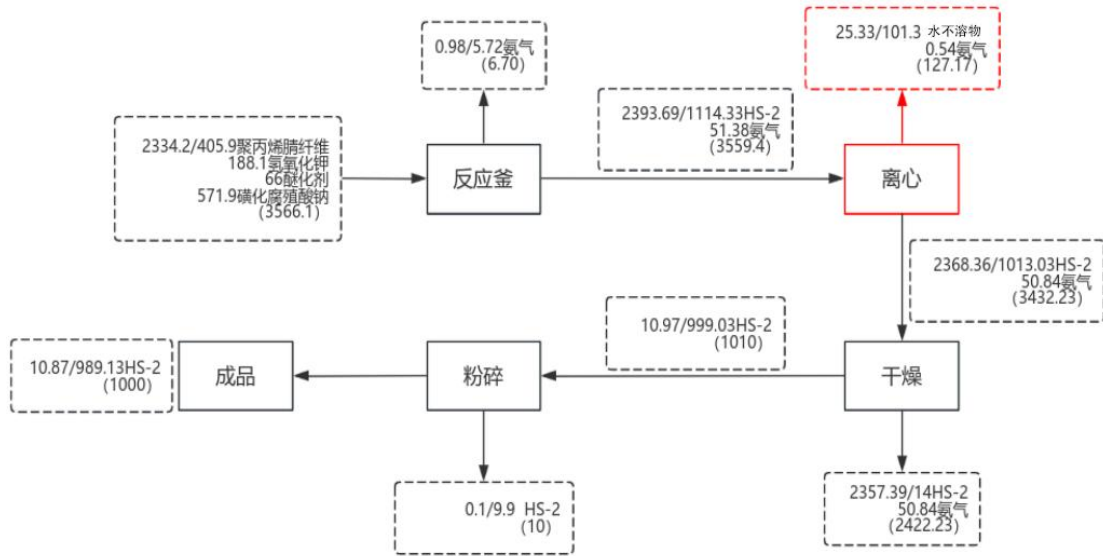 0.98/5.72氨气
（6.70）
25.33/101.3 水不溶物
0.54氨气
（127.17）
2334.2/405.9聚丙烯腈纤维
188.1氢氧化钾
66醚化剂
571.9磺化腐殖酸钠
（3566.1）
反应釜
2393.69/1114.33HS-2
51.38氨气
（3559.4）
离心
2368.36/1013.03HS-2
50.84氨气
（3432.23）
10.87/989.13HS-2
（1000）
成品
粉碎
10.97/999.03HS-2
（1010）
干燥
0.1/9.9 HS-2
（10）
2357.39/14HS-2
50.84氨气
（2422.23）